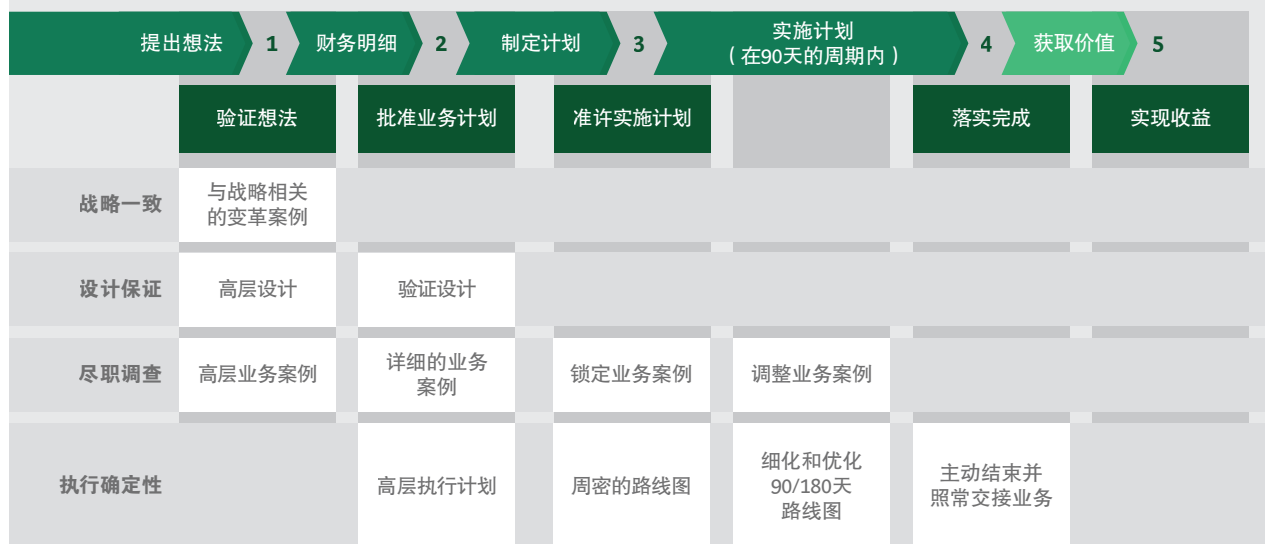 提出想法
1
财务明细
2
制定计划
3
实施计划
(在90天的周期内)
4
获取价值
5
验证想法
批准业务计划
准许实施计划
落实完成
实现收益
战略一致
与战略相关
的变革案例
设计保证
高层设计
验证设计
尽职调查
高层业务案例
详细的业务
案例
锁定业务案例
调整业务案例
执行确定性
高层执行计划
周密的路线图
细化和优化
90/180天
路线图
主动结束并
照常交接业务